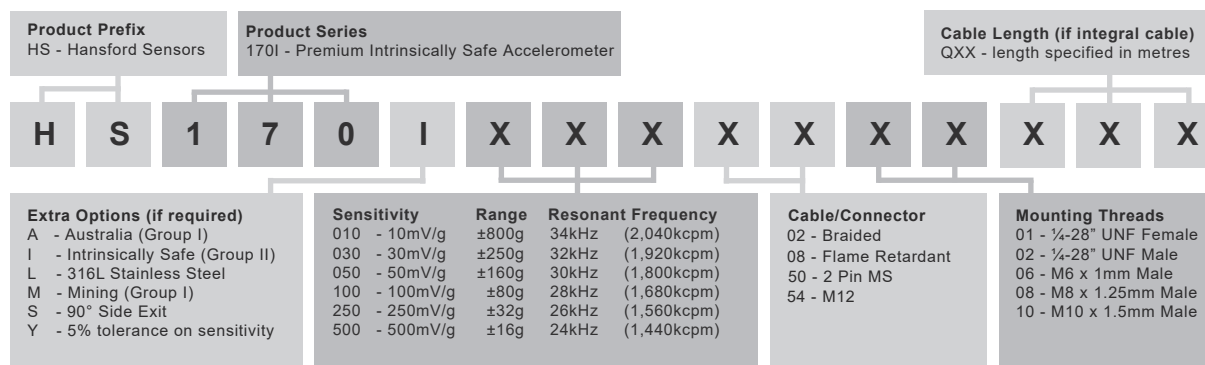 Product Prefix
HS - Hansford Sensors
Product Series
170I - Premium Intrinsically Safe Accelerometer
Cable Length (if integral cable)
QXX - length specified in metres
H S 1 7 0 I X X X X X X X X X X
Extra Options (if required)
A - Australia (Group I)
I - Intrinsically Safe (Group II)
L - 316L Stainless Steel
M - Mining (Group I)
S - 90° Side Exit
Y - 5% tolerance on sensitivity
Sensitivity Range Resonant Frequency
010 - 10mV/g ±800g 34kHz (2,040kcpm)
030 - 30mV/g ±250g 32kHz (1,920kcpm)
050 - 50mV/g ±160g 30kHz (1,800kcpm)
100 - 100mV/g ±80g 28kHz (1,680kcpm)
250 - 250mV/g ±32g 26kHz (1,560kcpm)
500 - 500mV/g ±16g 24kHz (1,440kcpm)
Cable/Connector
02 - Braided
08 - Flame Retardant
50 - 2 Pin MS
54 - M12
Mounting Threads
01 - ¼-28” UNF Female
02 - ¼-28” UNF Male
06 - M6 x 1mm Male
08 - M8 x 1.25mm Male
10 - M10 x 1.5mm Male